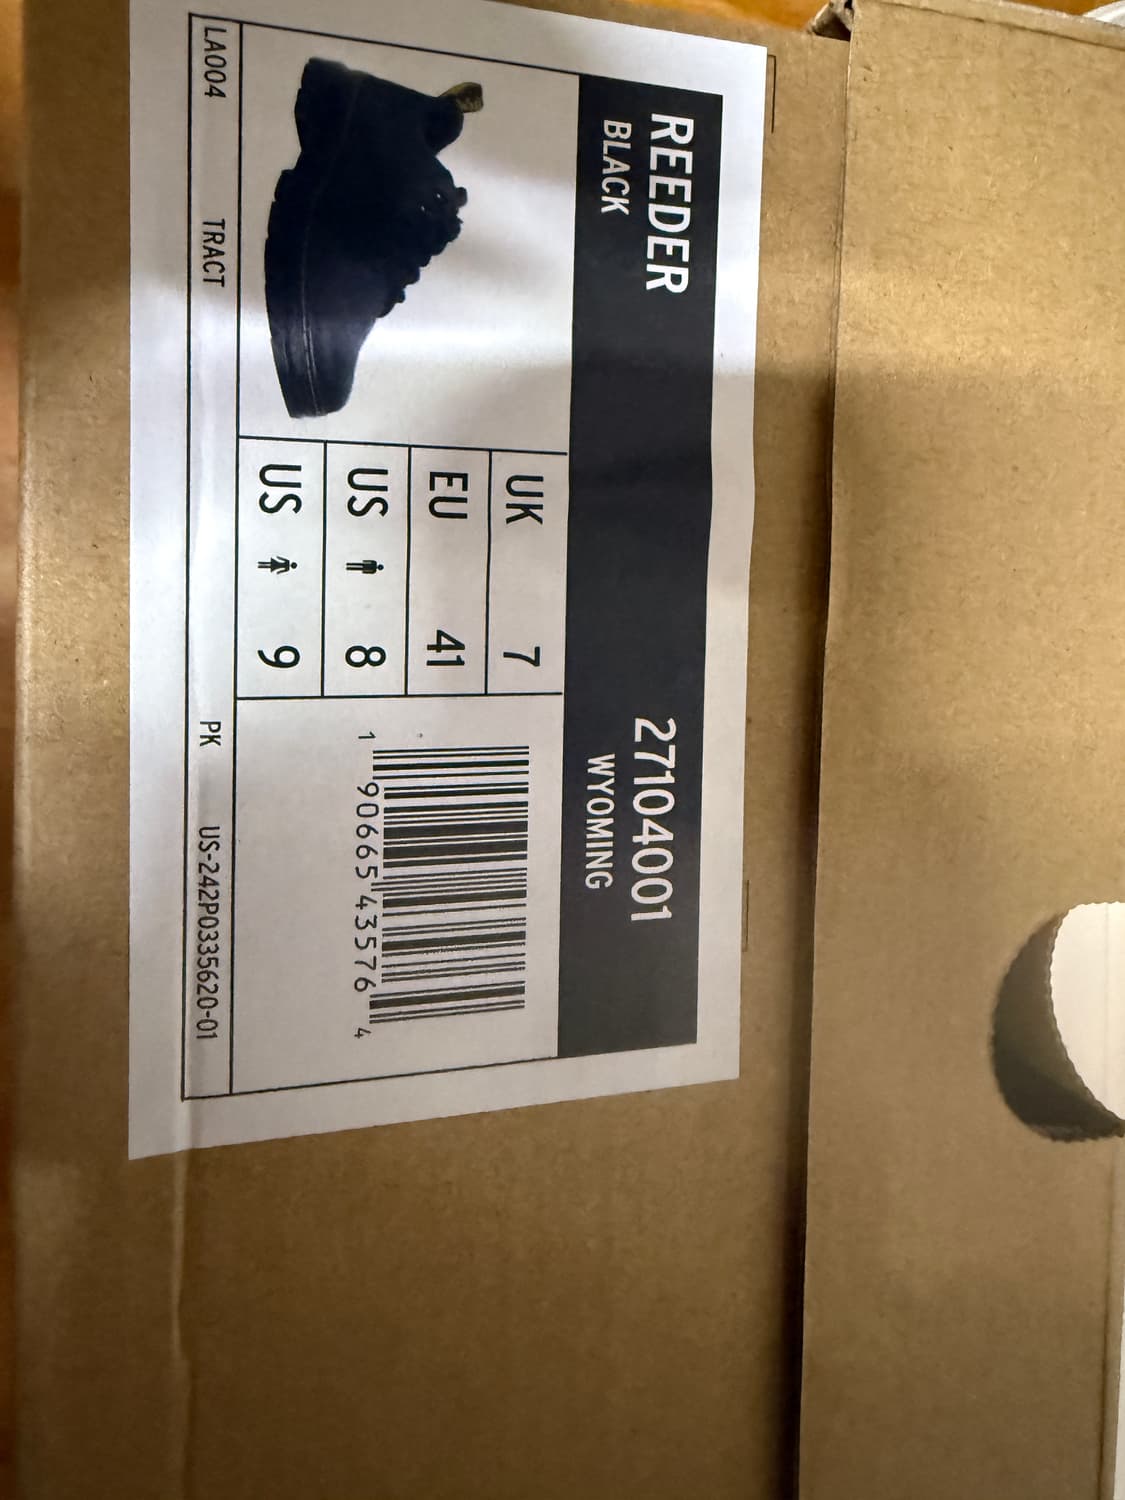 REEDER 27104001
BLACK WYOMING
UK 7
EU 41
US 8
US 9
1 90665 43576 4
LA004 TRACT PK US-242P0335620-01